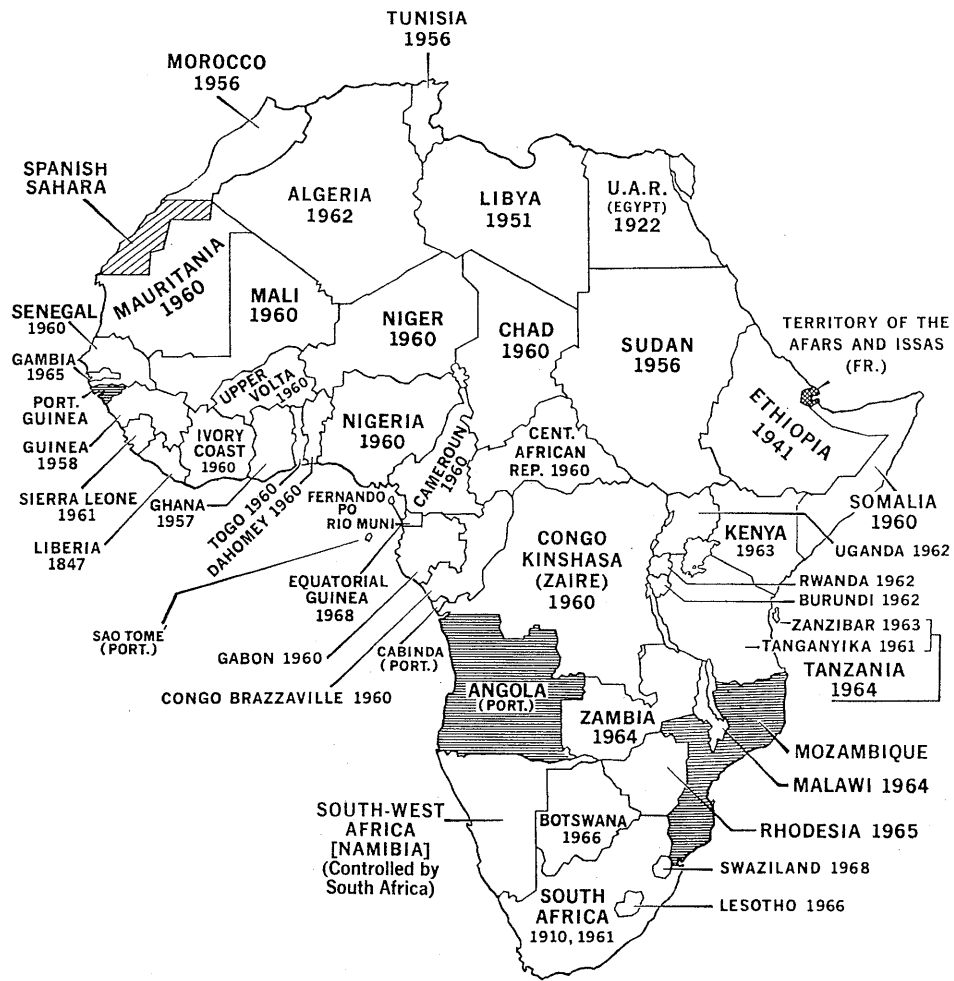 TUNISIA
1956
MOROCCO
1956
SPANISH
SAHARA
ALGERIA
1962
LIBYA
1951
U.A.R.
(EGYPT)
1922
MAURITANIA
1960
MALI
1960
NIGER
1960
CHAD
1960
SUDAN
1956
TERRITORY OF THE
AFARS AND ISSAS
(FR.)
SENEGAL
1960
GAMBIA
1965
PORT.
GUINEA
GUINEA
1958
SIERRA LEONE
1961
LIBERIA
1847
UPPER
VOLTA
1960
IVORY
COAST
1960
GHANA
1957
TOGO 1960
DAHOMEY 1960
NIGERIA
1960
CAMEROUN
1960
CENT.
AFRICAN
REP. 1960
ETHIOPIA
1941
SOMALIA
1960
FERNANDO
PO
RIO MUNI
EQUATORIAL
GUINEA
1968
SAO TOME
(PORT.)
GABON 1960
CONGO BRAZZAVILLE 1960
CABINDA
(PORT.)
CONGO
KINSHASA
(ZAIRE)
1960
KENYA
1963
UGANDA 1962
RWANDA 1962
BURUNDI 1962
ZANZIBAR 1963
TANGANYIKA 1961
TANZANIA
1964
ANGOLA
(PORT.)
ZAMBIA
1964
MOZAMBIQUE
MALAWI 1964
RHODESIA 1965
SOUTH-WEST
AFRICA
[NAMIBIA]
(Controlled by
South Africa)
BOTSWANA
1966
SWAZILAND 1968
LESOTHO 1966
SOUTH
AFRICA
1910, 1961